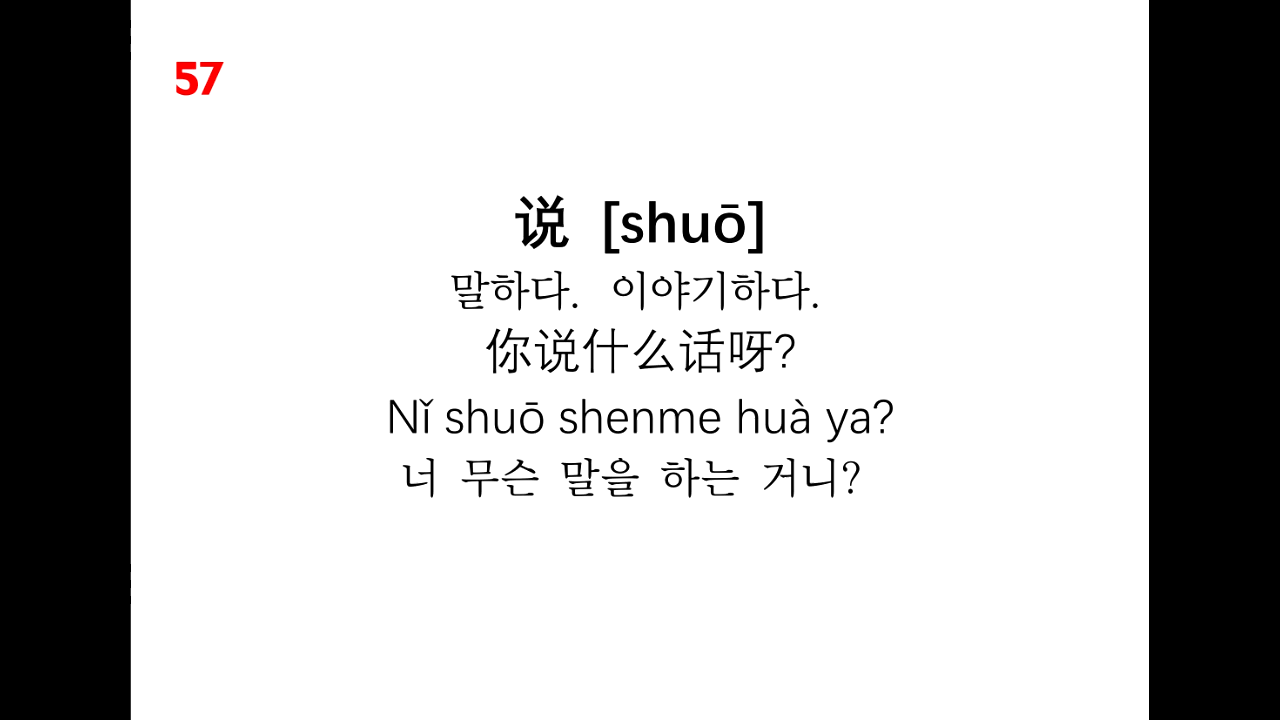 57
说 [shuō]
말하다. 이야기하다.
你说什么话呀?
Nǐ shuō shenme huà ya?
너 무슨 말을 하는 거니?